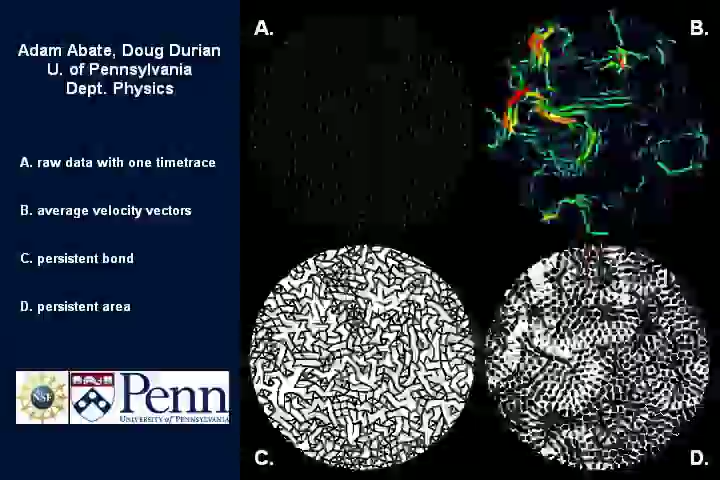 Adam Abate, Doug Durian
U. of Pennsylvania
Dept. Physics
A. raw data with one timetrace
B. average velocity vectors
C. persistent bond
D. persistent area
NSF
Penn
UNIVERSITY of PENNSYLVANIA
A.
B.
C.
D.